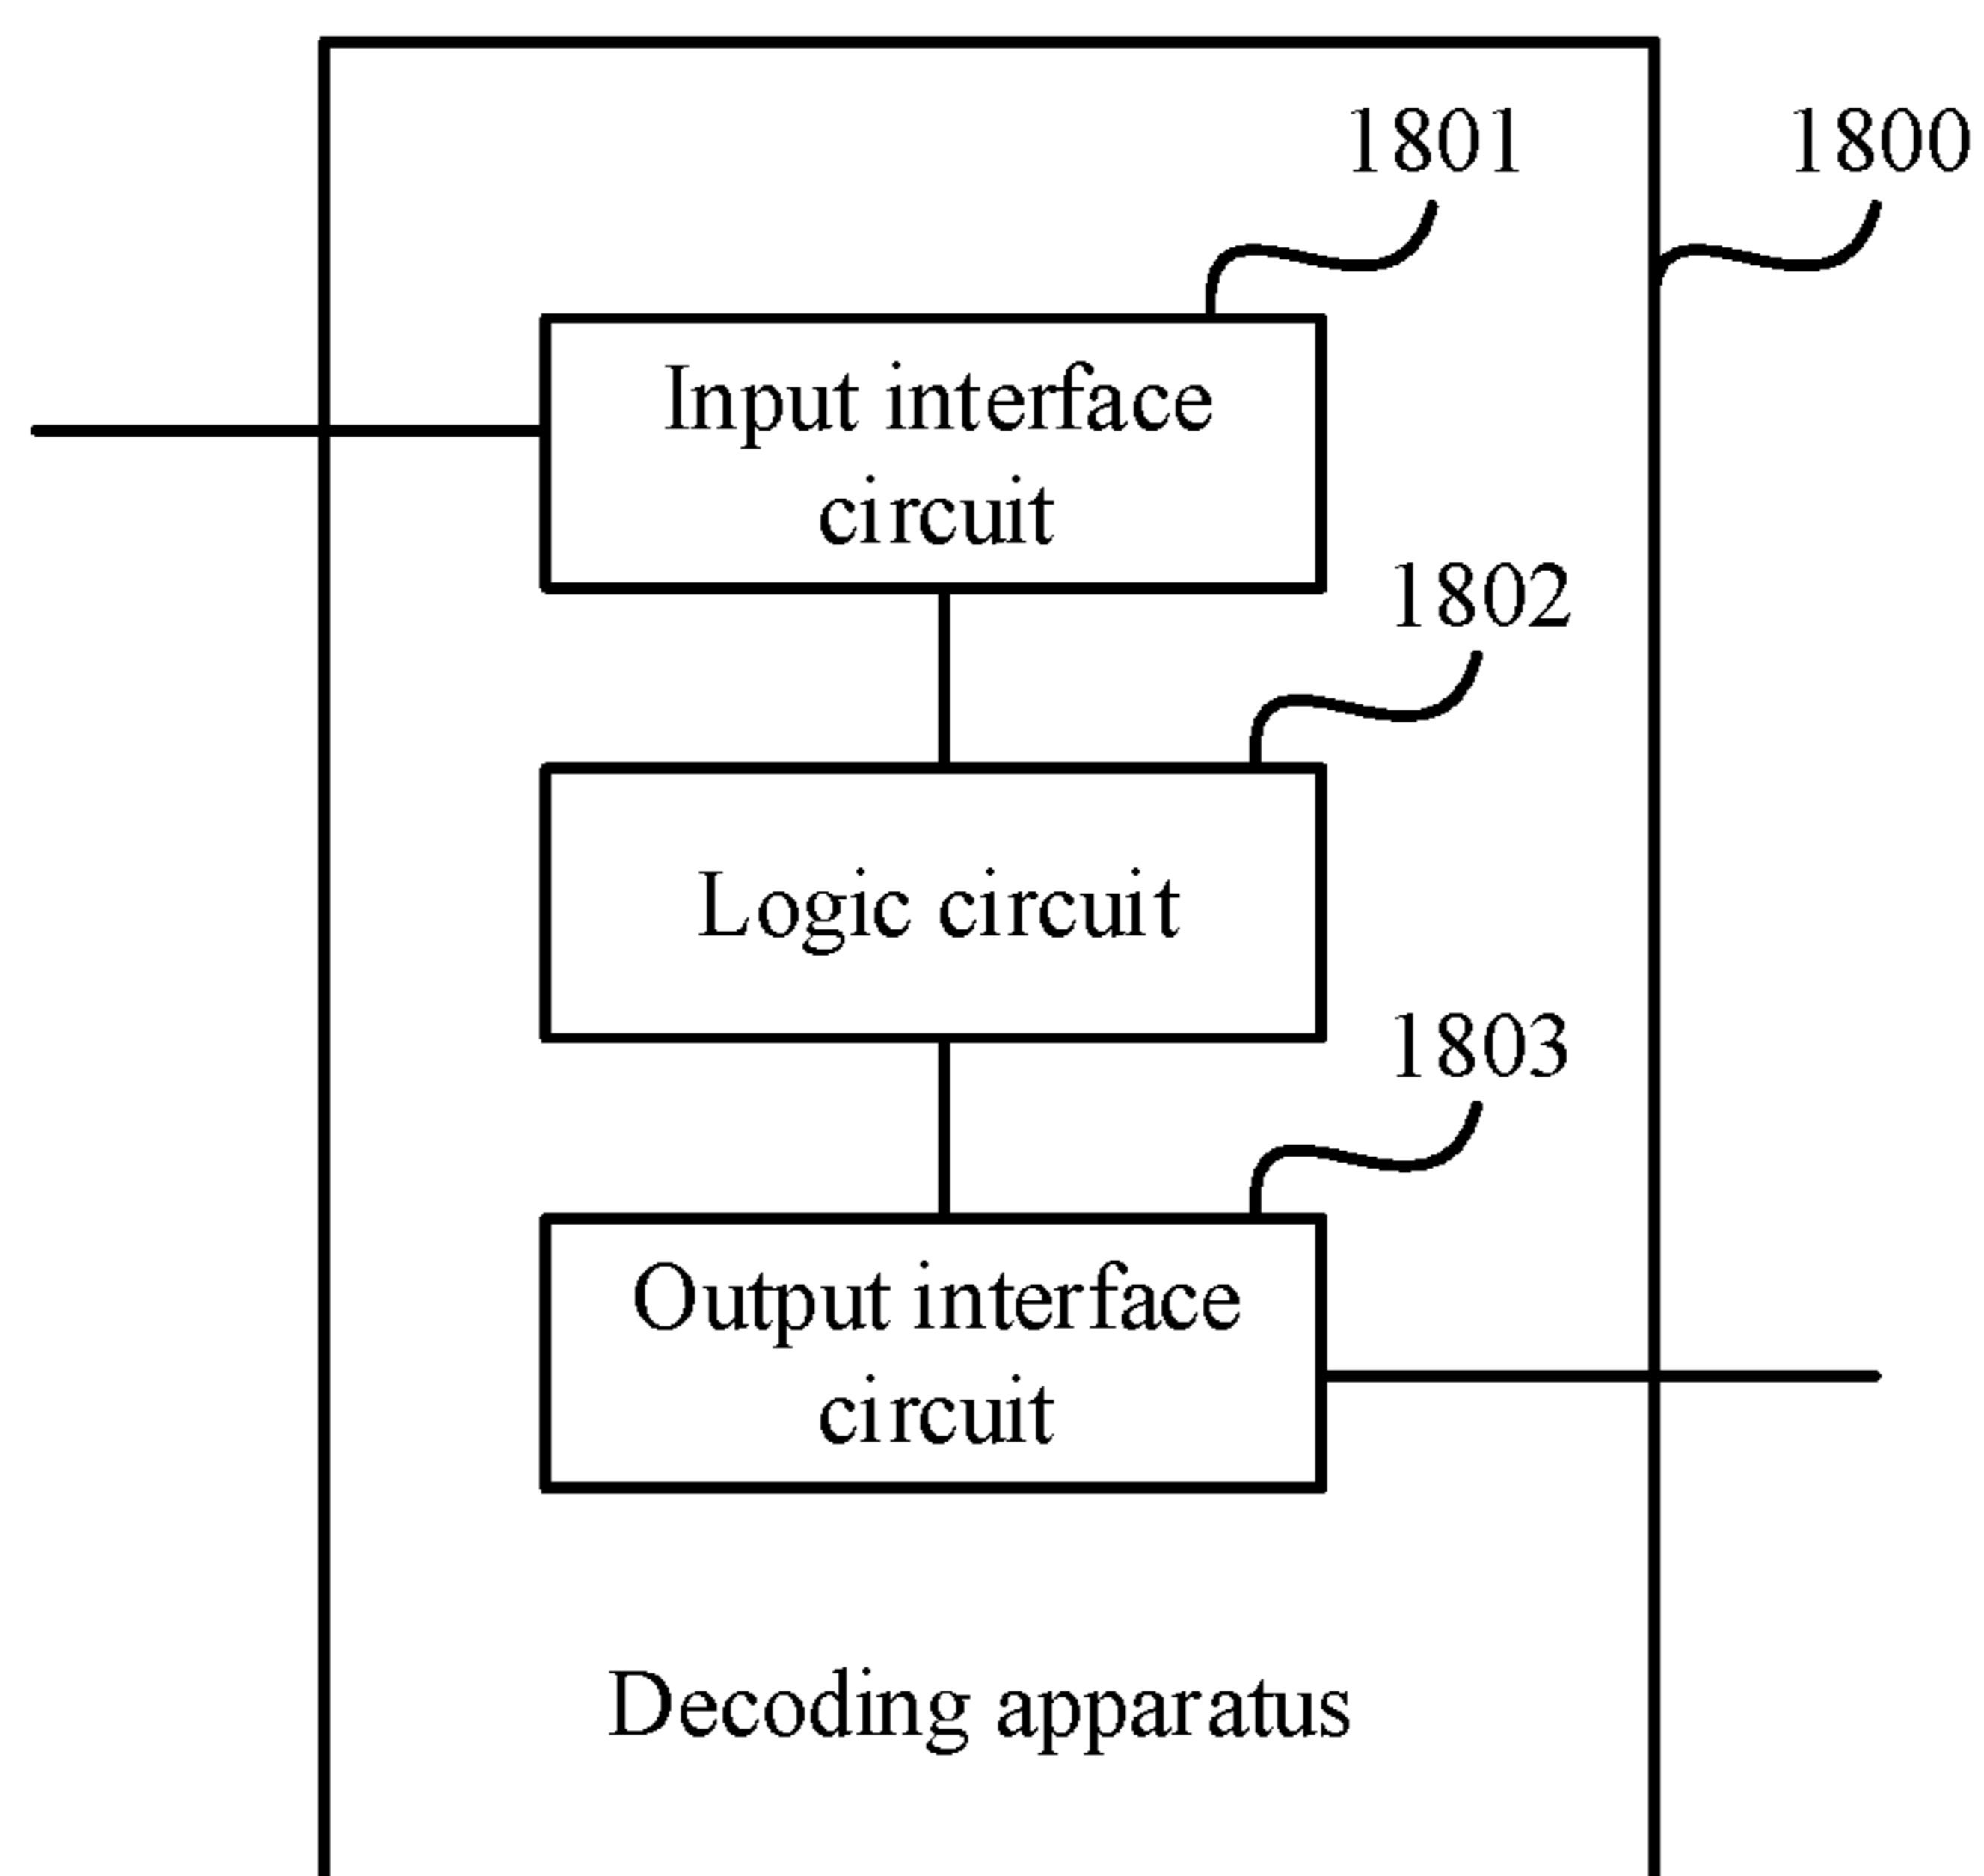 1801
1800
Input interface
circuit
1802
Logic circuit
1803
Output interface
circuit
Decoding apparatus